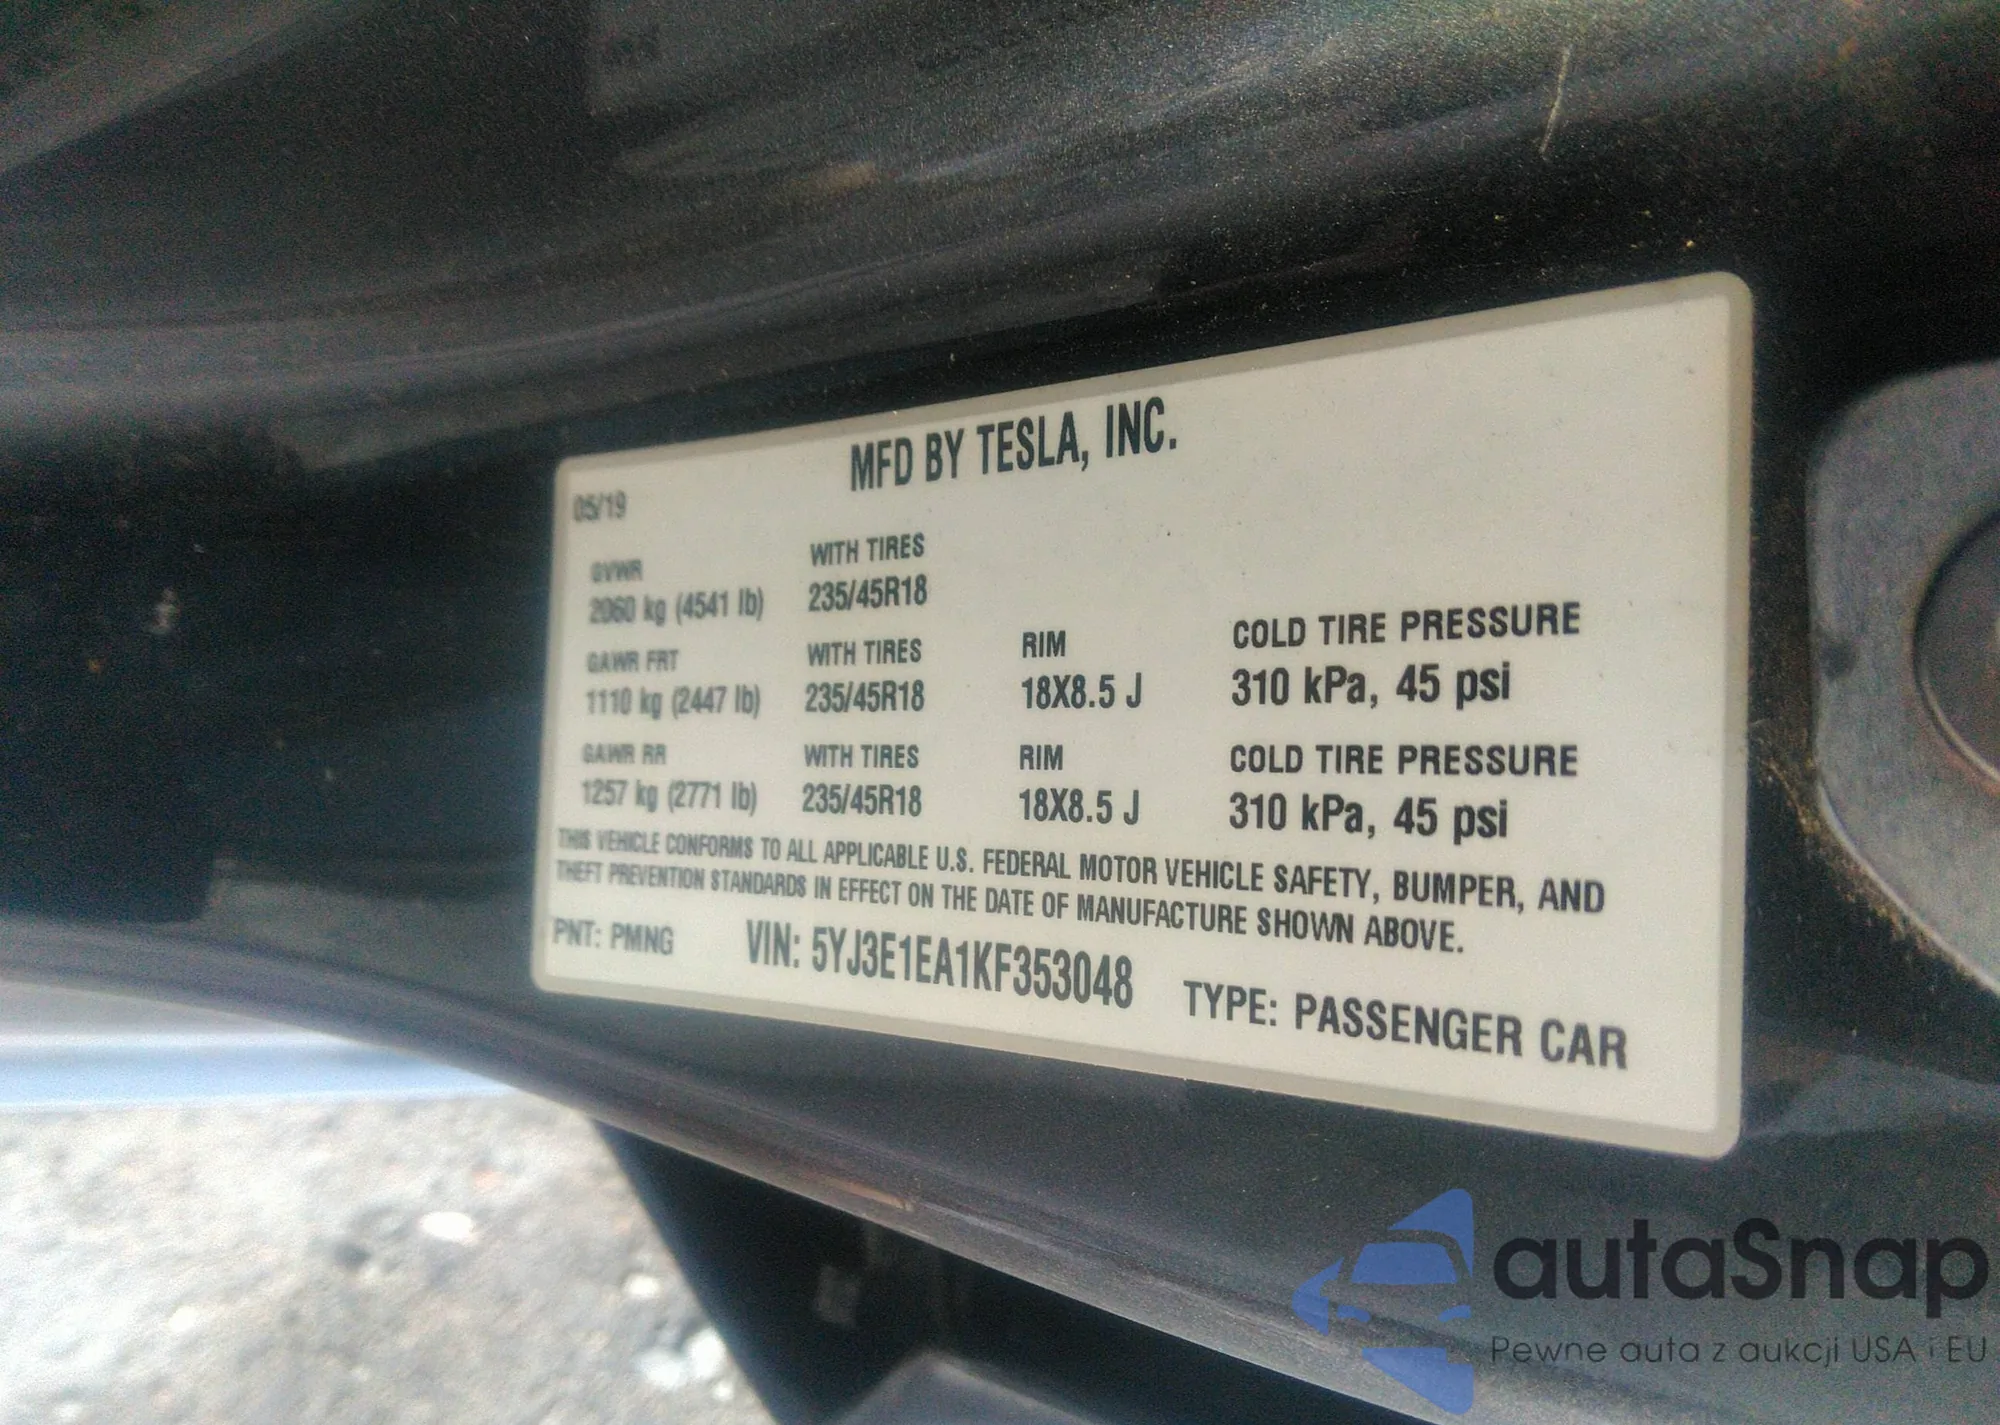 MFD BY TESLA, INC.
05/19
GVWR WITH TIRES
2060 kg (4541 lb) 235/45R18
GAWR FRT WITH TIRES RIM COLD TIRE PRESSURE
1110 kg (2447 lb) 235/45R18 18X8.5 J 310 kPa, 45 psi
GAWR RR WITH TIRES RIM COLD TIRE PRESSURE
1257 kg (2771 lb) 235/45R18 18X8.5 J 310 kPa, 45 psi
THIS VEHICLE CONFORMS TO ALL APPLICABLE U.S. FEDERAL MOTOR VEHICLE SAFETY, BUMPER, AND
THEFT PREVENTION STANDARDS IN EFFECT ON THE DATE OF MANUFACTURE SHOWN ABOVE.
PNT: PMNG VIN: 5YJ3E1EA1KF353048 TYPE: PASSENGER CAR
autaSnap
Pewne auta z aukcji USA i EU